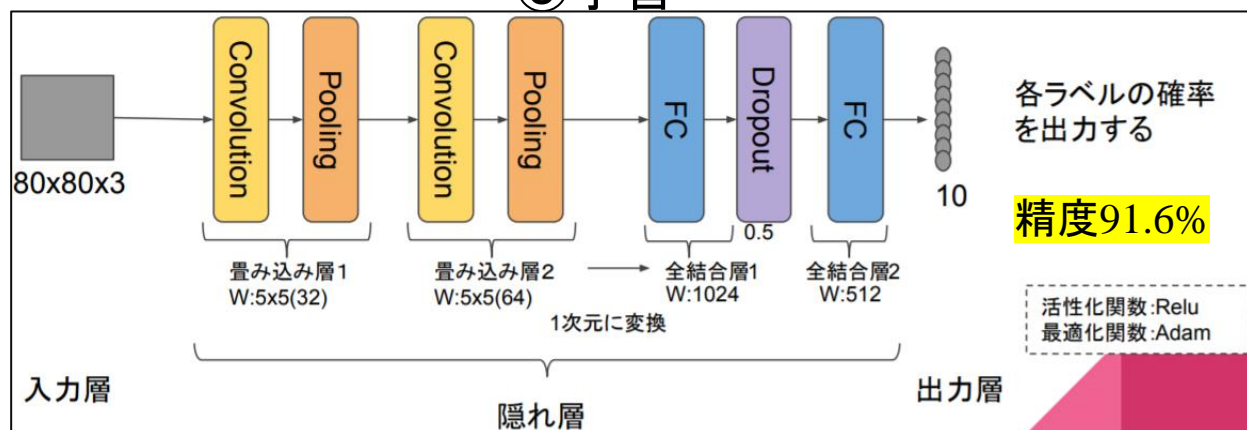 Convolution
Pooling
Convolution
Pooling
FC
Dropout
FC
80x80x3
0.5
10
各ラベルの確率
を出力する
精度91.6%
畳み込み層1
W:5x5(32)
畳み込み層2
W:5x5(64)
全結合層1
W:1024
全結合層2
W:512
1次元に変換
活性化関数:Relu
最適化関数:Adam
入力層
隠れ層
出力層